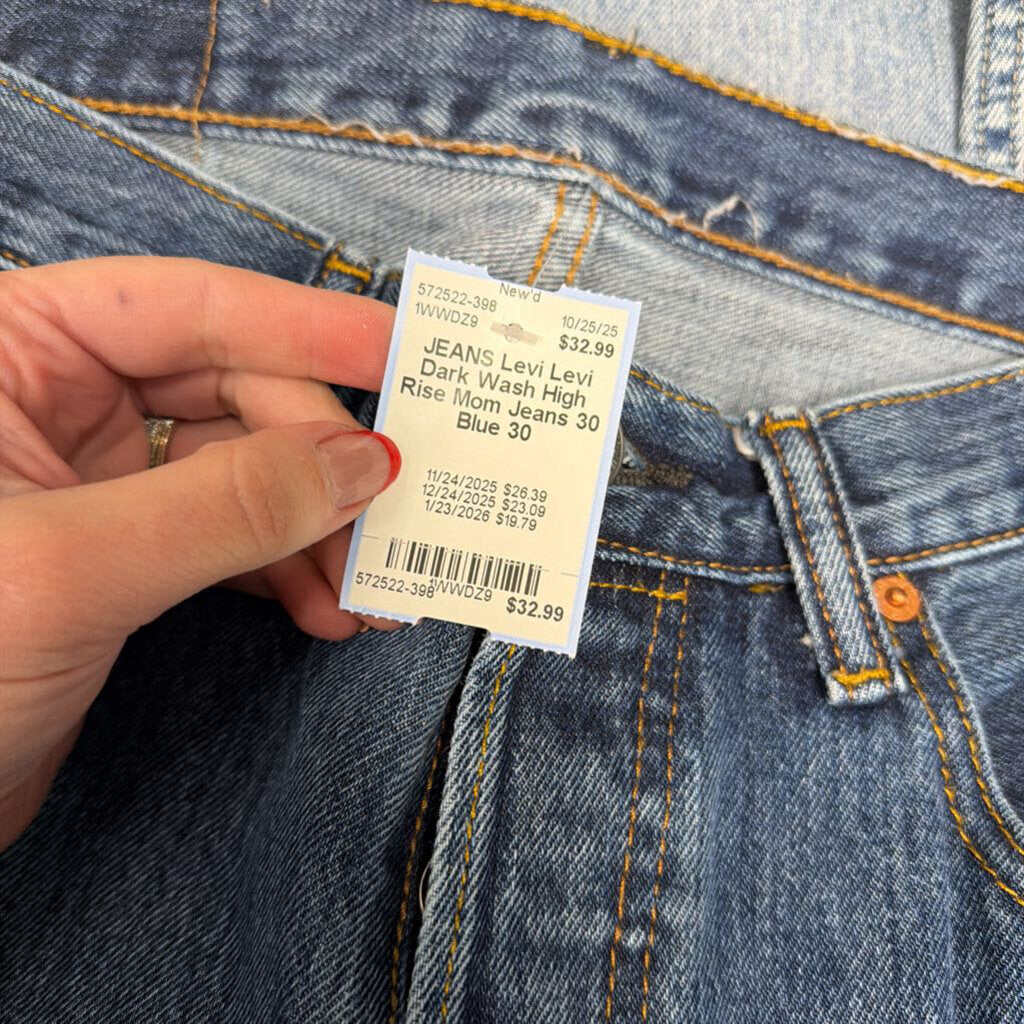 New'd
572522-398
1WWDZ9
10/25/25
$32.99
JEANS Levi Levi
Dark Wash High
Rise Mom Jeans 30
Blue 30
11/24/2025 $26.39
12/24/2025 $23.09
1/23/2026 $19.79
572522-398 1WWDZ9 $32.99